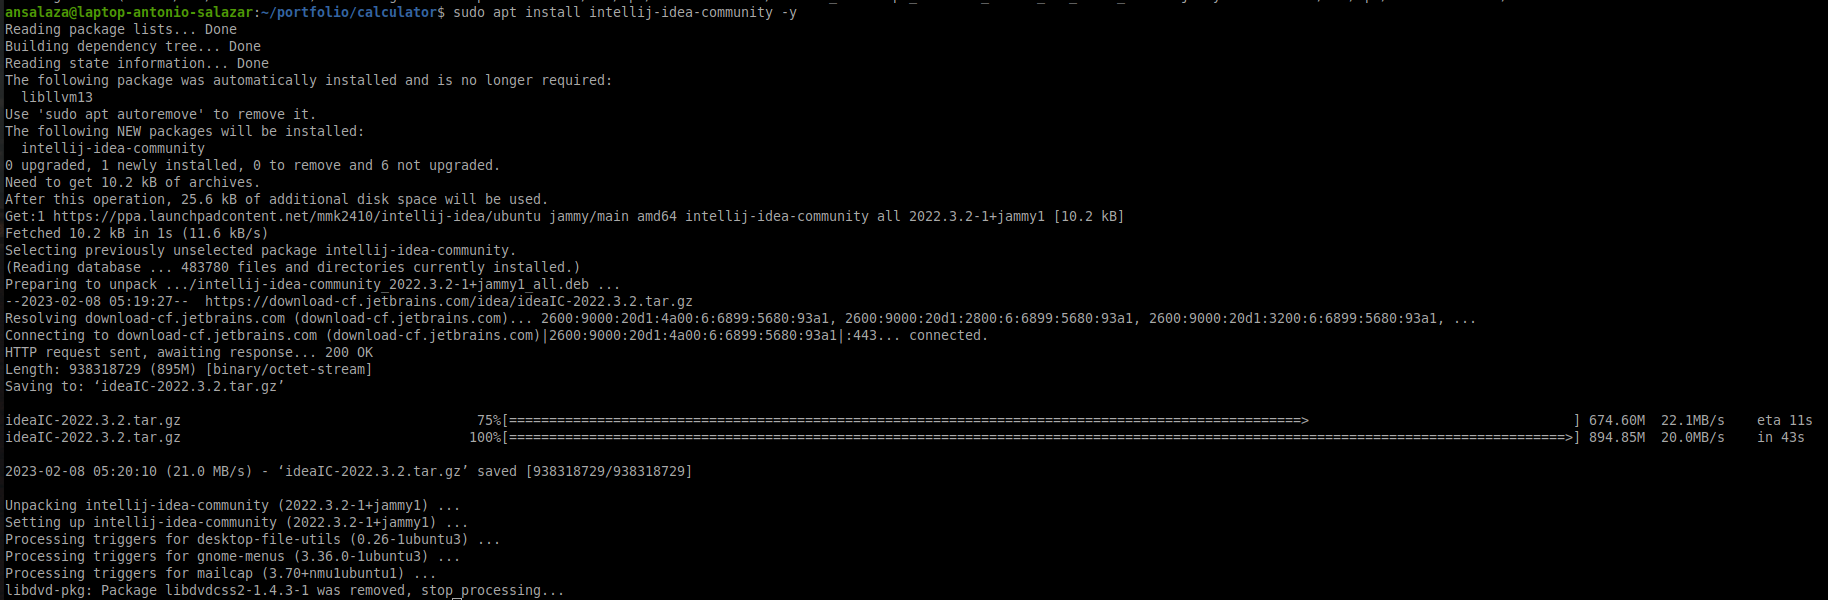 ansalaza@laptop-antonio-salazar:~/portfolio/calculator$ sudo apt install intellij-idea-community -y
Reading package lists... Done
Building dependency tree... Done
Reading state information... Done
The following package was automatically installed and is no longer required:
  libllvm13
Use 'sudo apt autoremove' to remove it.
The following NEW packages will be installed:
  intellij-idea-community
0 upgraded, 1 newly installed, 0 to remove and 6 not upgraded.
Need to get 10.2 kB of archives.
After this operation, 25.6 kB of additional disk space will be used.
Get:1 https://ppa.launchpadcontent.net/mmk2410/intellij-idea/ubuntu jammy/main amd64 intellij-idea-community all 2022.3.2-1+jammy1 [10.2 kB]
Fetched 10.2 kB in 1s (11.6 kB/s)
Selecting previously unselected package intellij-idea-community.
(Reading database ... 483780 files and directories currently installed.)
Preparing to unpack .../intellij-idea-community_2022.3.2-1+jammy1_all.deb ...
--2023-02-08 05:19:27--  https://download-cf.jetbrains.com/idea/ideaIC-2022.3.2.tar.gz
Resolving download-cf.jetbrains.com (download-cf.jetbrains.com)... 2600:9000:20d1:4a00:6:6899:5680:93a1, 2600:9000:20d1:2800:6:6899:5680:93a1, 2600:9000:20d1:3200:6:6899:5680:93a1, ...
Connecting to download-cf.jetbrains.com (download-cf.jetbrains.com)|2600:9000:20d1:4a00:6:6899:5680:93a1|:443... connected.
HTTP request sent, awaiting response... 200 OK
Length: 938318729 (895M) [binary/octet-stream]
Saving to: ‘ideaIC-2022.3.2.tar.gz’
ideaIC-2022.3.2.tar.gz 75%[===================================================================================================> ] 674.60M 22.1MB/s eta 11s
ideaIC-2022.3.2.tar.gz 100%[====================================================================================================================================>] 894.85M 20.0MB/s in 43s
2023-02-08 05:20:10 (21.0 MB/s) - ‘ideaIC-2022.3.2.tar.gz’ saved [938318729/938318729]
Unpacking intellij-idea-community (2022.3.2-1+jammy1) ...
Setting up intellij-idea-community (2022.3.2-1+jammy1) ...
Processing triggers for desktop-file-utils (0.26-1ubuntu3) ...
Processing triggers for gnome-menus (3.36.0-1ubuntu3) ...
Processing triggers for mailcap (3.70+nmu1ubuntu1) ...
libdvd-pkg: Package libdvdcss2-1.4.3-1 was removed, stop processing...